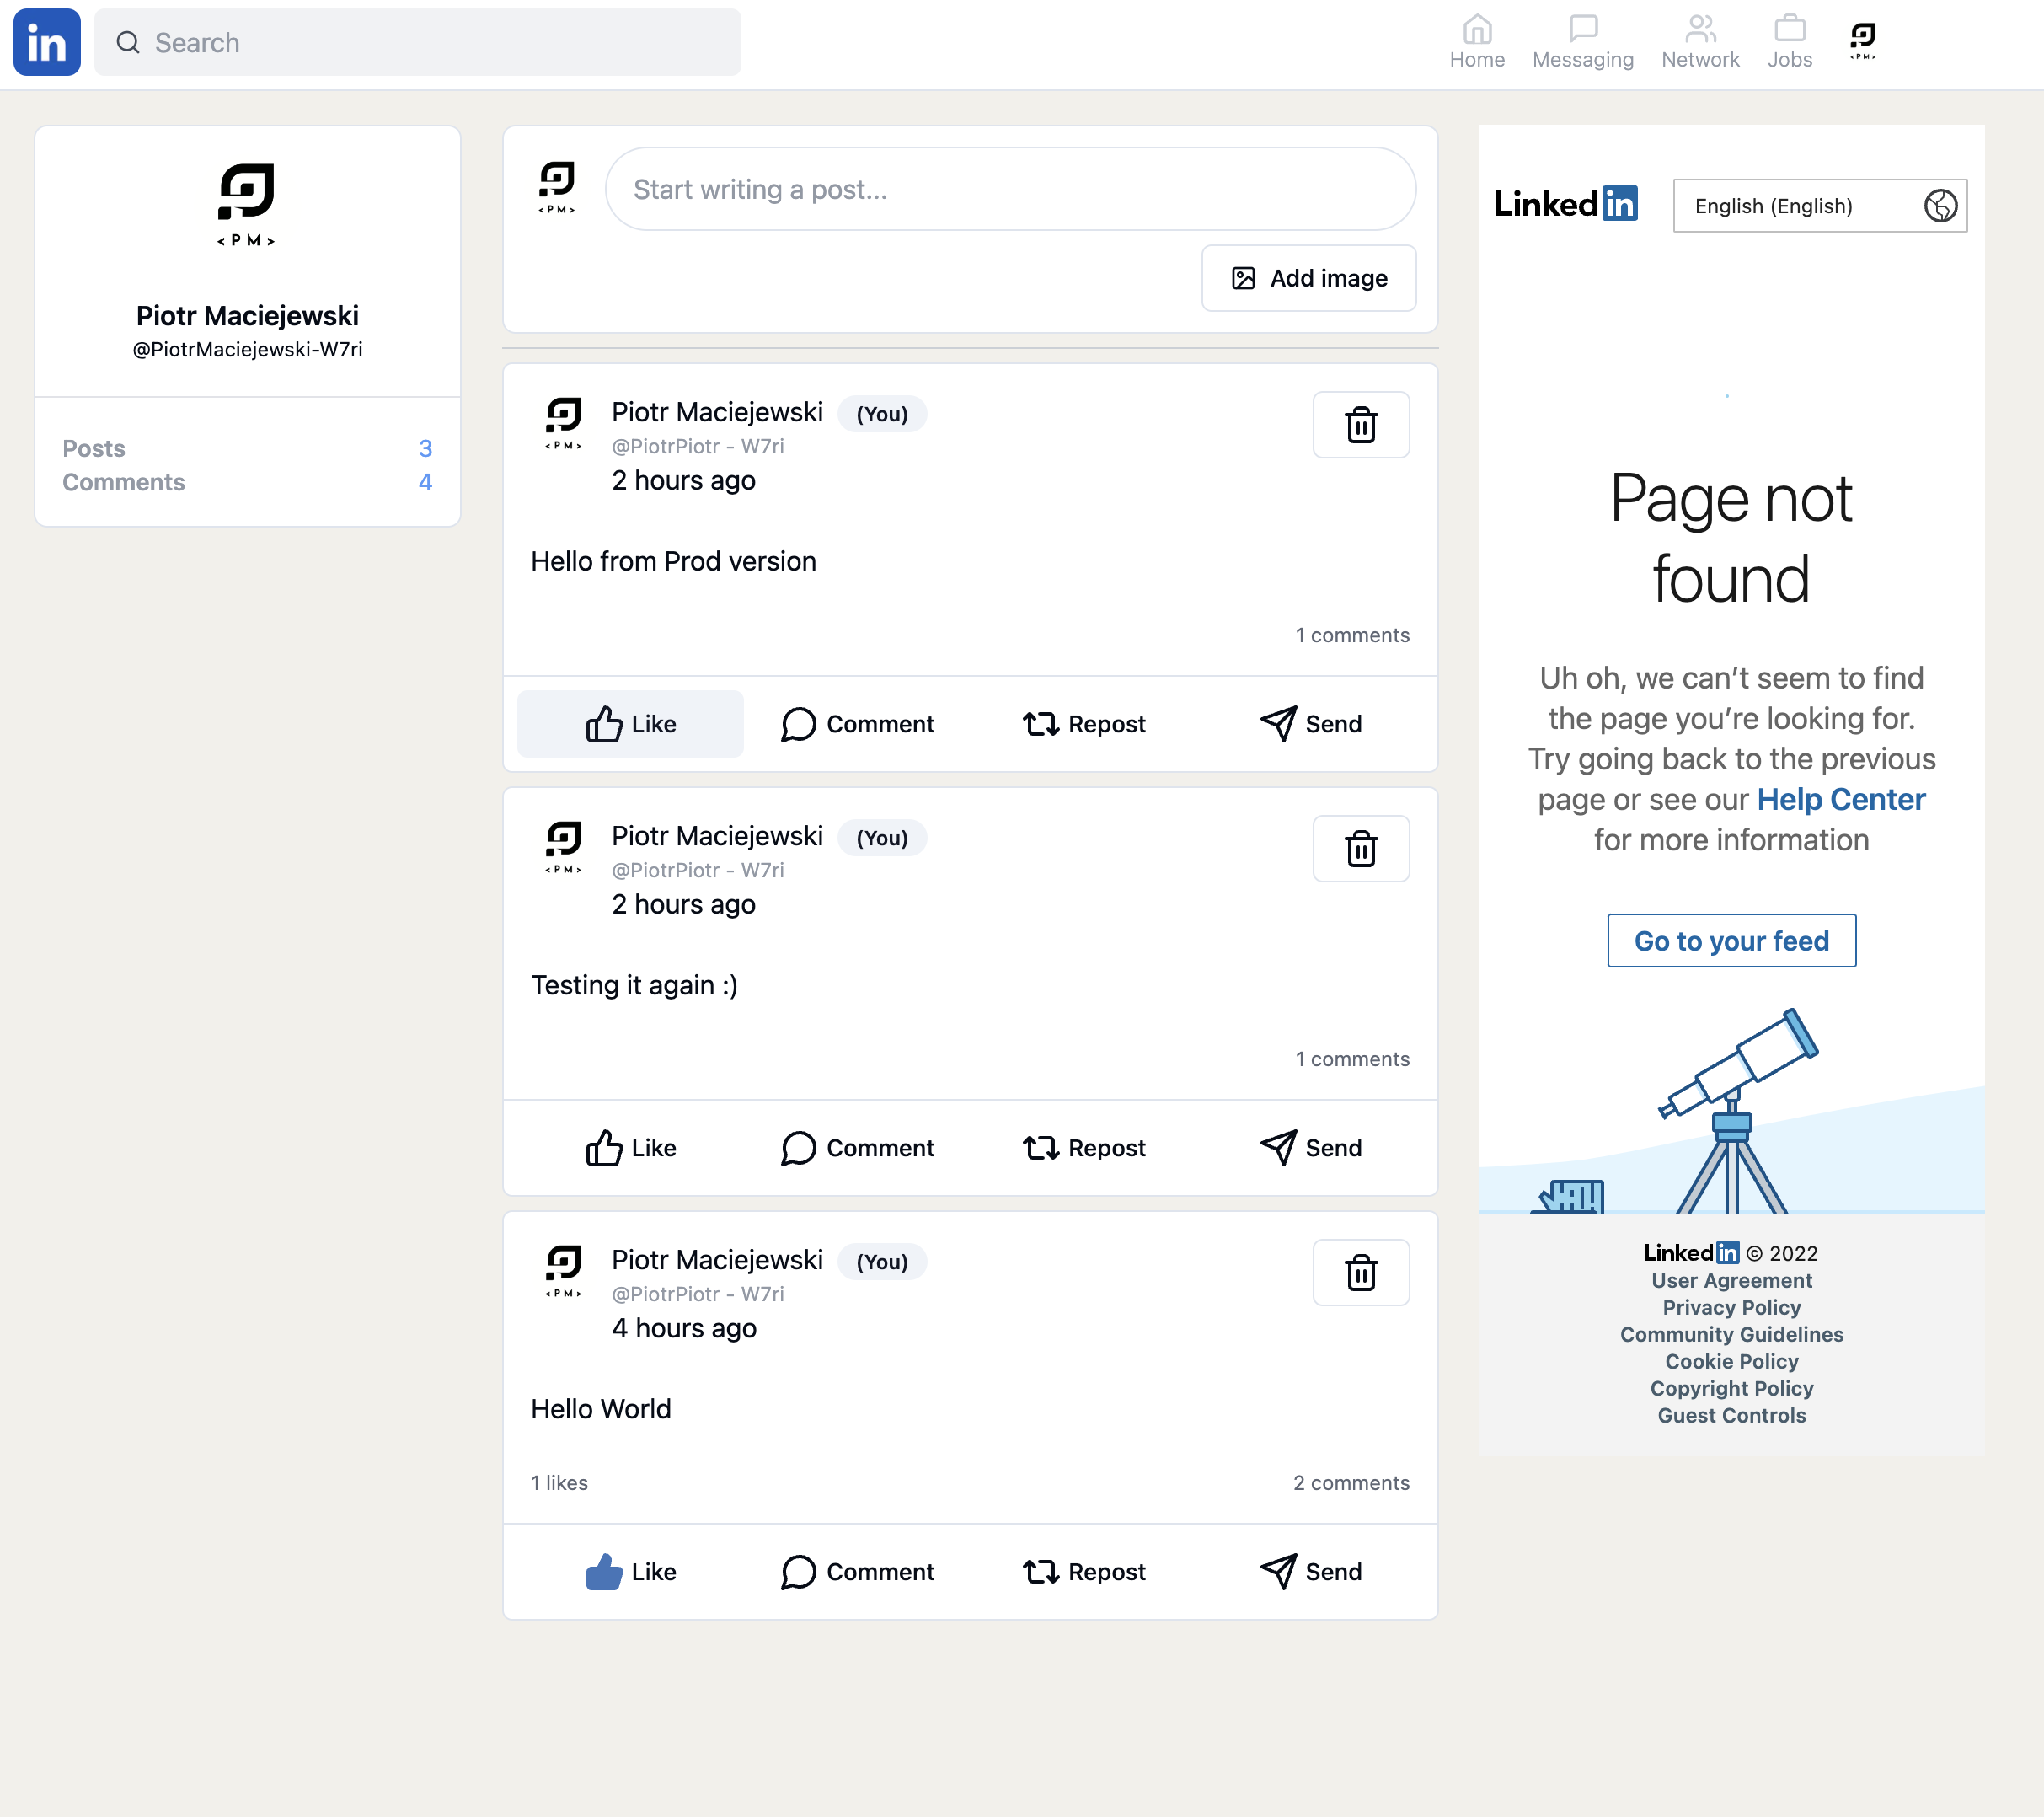 in
Search
Home
Messaging
Network
Jobs
< P M >
< P M >
Piotr Maciejewski
@PiotrMaciejewski-W7ri
Posts 3
Comments 4
< P M >
Start writing a post...
Add image
< P M >
Piotr Maciejewski (You)
@PiotrPiotr - W7ri
2 hours ago
Hello from Prod version
1 comments
Like
Comment
Repost
Send
< P M >
Piotr Maciejewski (You)
@PiotrPiotr - W7ri
2 hours ago
Testing it again :)
1 comments
Like
Comment
Repost
Send
< P M >
Piotr Maciejewski (You)
@PiotrPiotr - W7ri
4 hours ago
Hello World
1 likes
2 comments
Like
Comment
Repost
Send
Linkedin
English (English)
Page not
found
Uh oh, we can’t seem to find
the page you’re looking for.
Try going back to the previous
page or see our Help Center
for more information
Go to your feed
Linkedin © 2022
User Agreement
Privacy Policy
Community Guidelines
Cookie Policy
Copyright Policy
Guest Controls